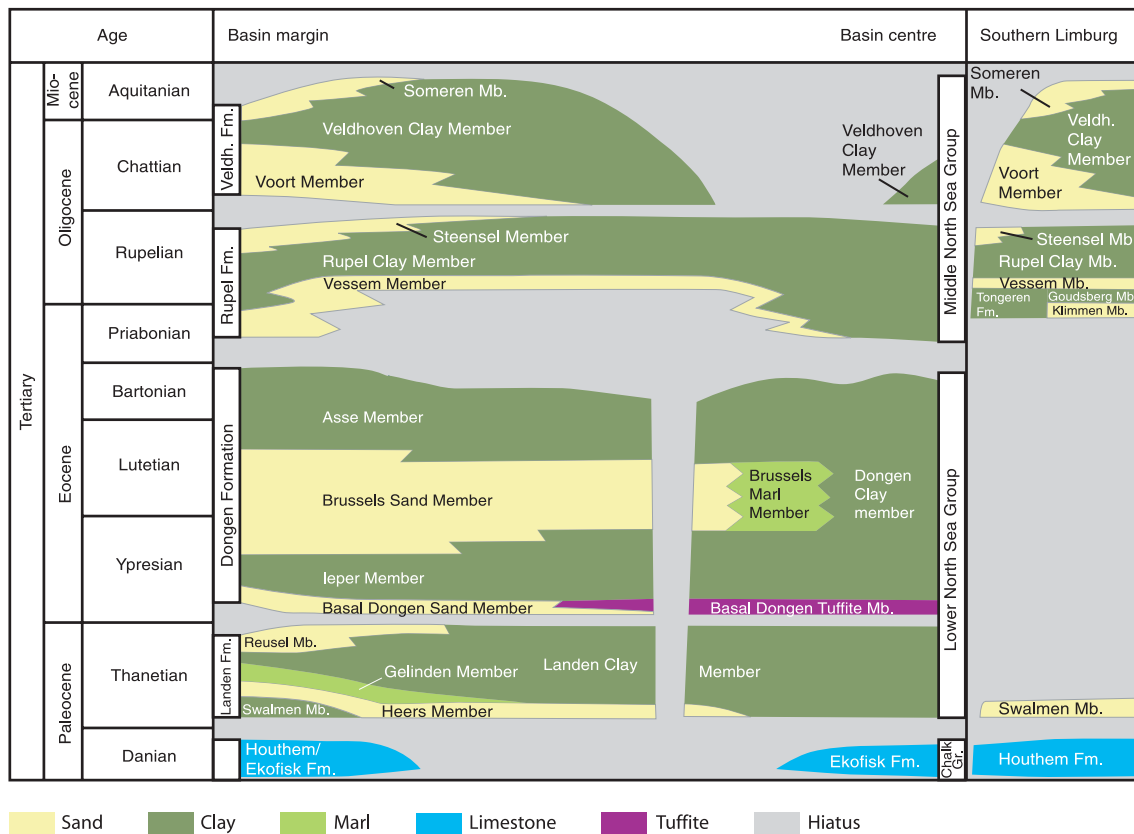 Age
Basin margin
Basin centre
Southern Limburg
Tertiary
Mio-
cene
Oligocene
Eocene
Paleocene
Aquitanian
Chattian
Rupelian
Priabonian
Bartonian
Lutetian
Ypresian
Thanetian
Danian
Veldh. Fm.
Rupel Fm.
Dongen Formation
Landen Fm.
Someren Mb.
Veldhoven Clay Member
Voort Member
Veldhoven
Clay
Member
Steensel Member
Rupel Clay Member
Vessem Member
Asse Member
Brussels Sand Member
Brussels
Marl
Member
Dongen
Clay
member
Ieper Member
Basal Dongen Sand Member
Basal Dongen Tuffite Mb.
Reusel Mb.
Gelinden Member
Landen Clay
Member
Swalmen Mb.
Heers Member
Houthem/
Ekofisk Fm.
Ekofisk Fm.
Middle North Sea Group
Lower North Sea Group
Chalk
Gr.
Someren
Mb.
Veldh.
Clay
Member
Voort
Member
Steensel Mb.
Rupel Clay Mb.
Vessem Mb.
Tongeren
Fm.
Goudsberg Mb.
Klimmen Mb.
Swalmen Mb.
Houthem Fm.
Sand
Clay
Marl
Limestone
Tuffite
Hiatus